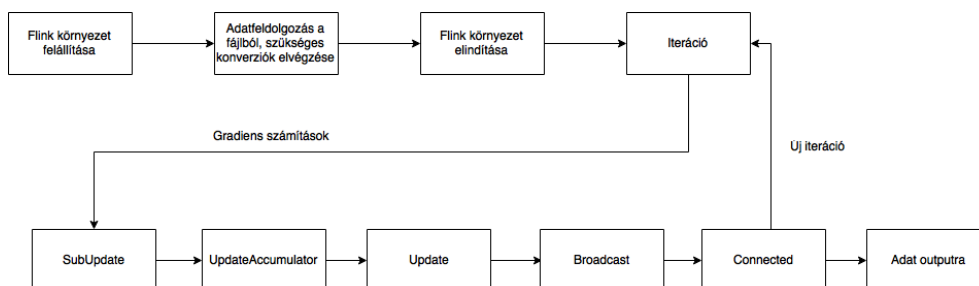 Flink környezet
felállítása
Adatfeldolgozás a
fájlból, szükséges
konverziók elvégzése
Flink környezet
elindítása
Iteráció
Gradiens számítások
Új iteráció
SubUpdate
UpdateAccumulator
Update
Broadcast
Connected
Adat outputra